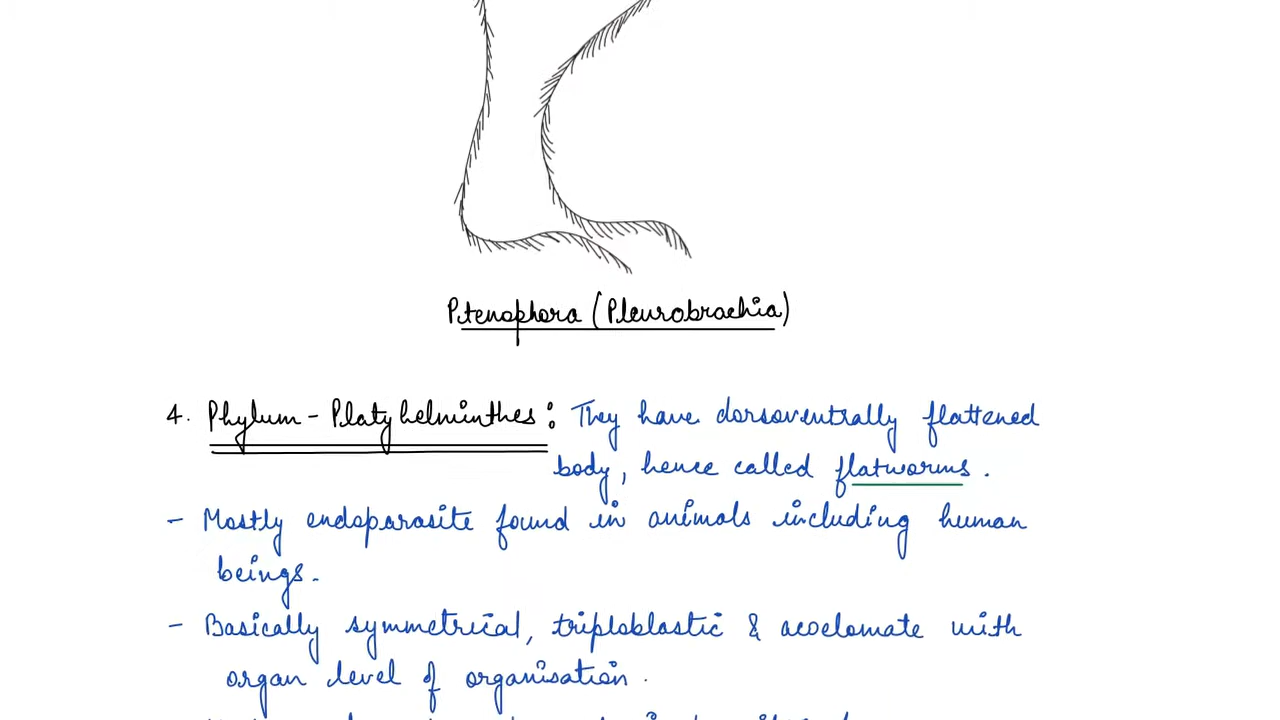 Ptenophora (Pleurobrachia)
4. Phylum - Platyhelminthes : They have dorsoventrally flattened
body, hence called flatworms.
- Mostly endoparasite found in animals including human
beings.
- Basically symmetrical, triploblastic & acoelomate with
organ level of organisation.